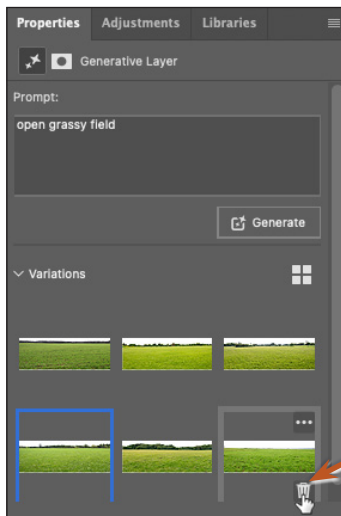 Properties Adjustments Libraries
Generative Layer
Prompt:
open grassy field
Generate
Variations